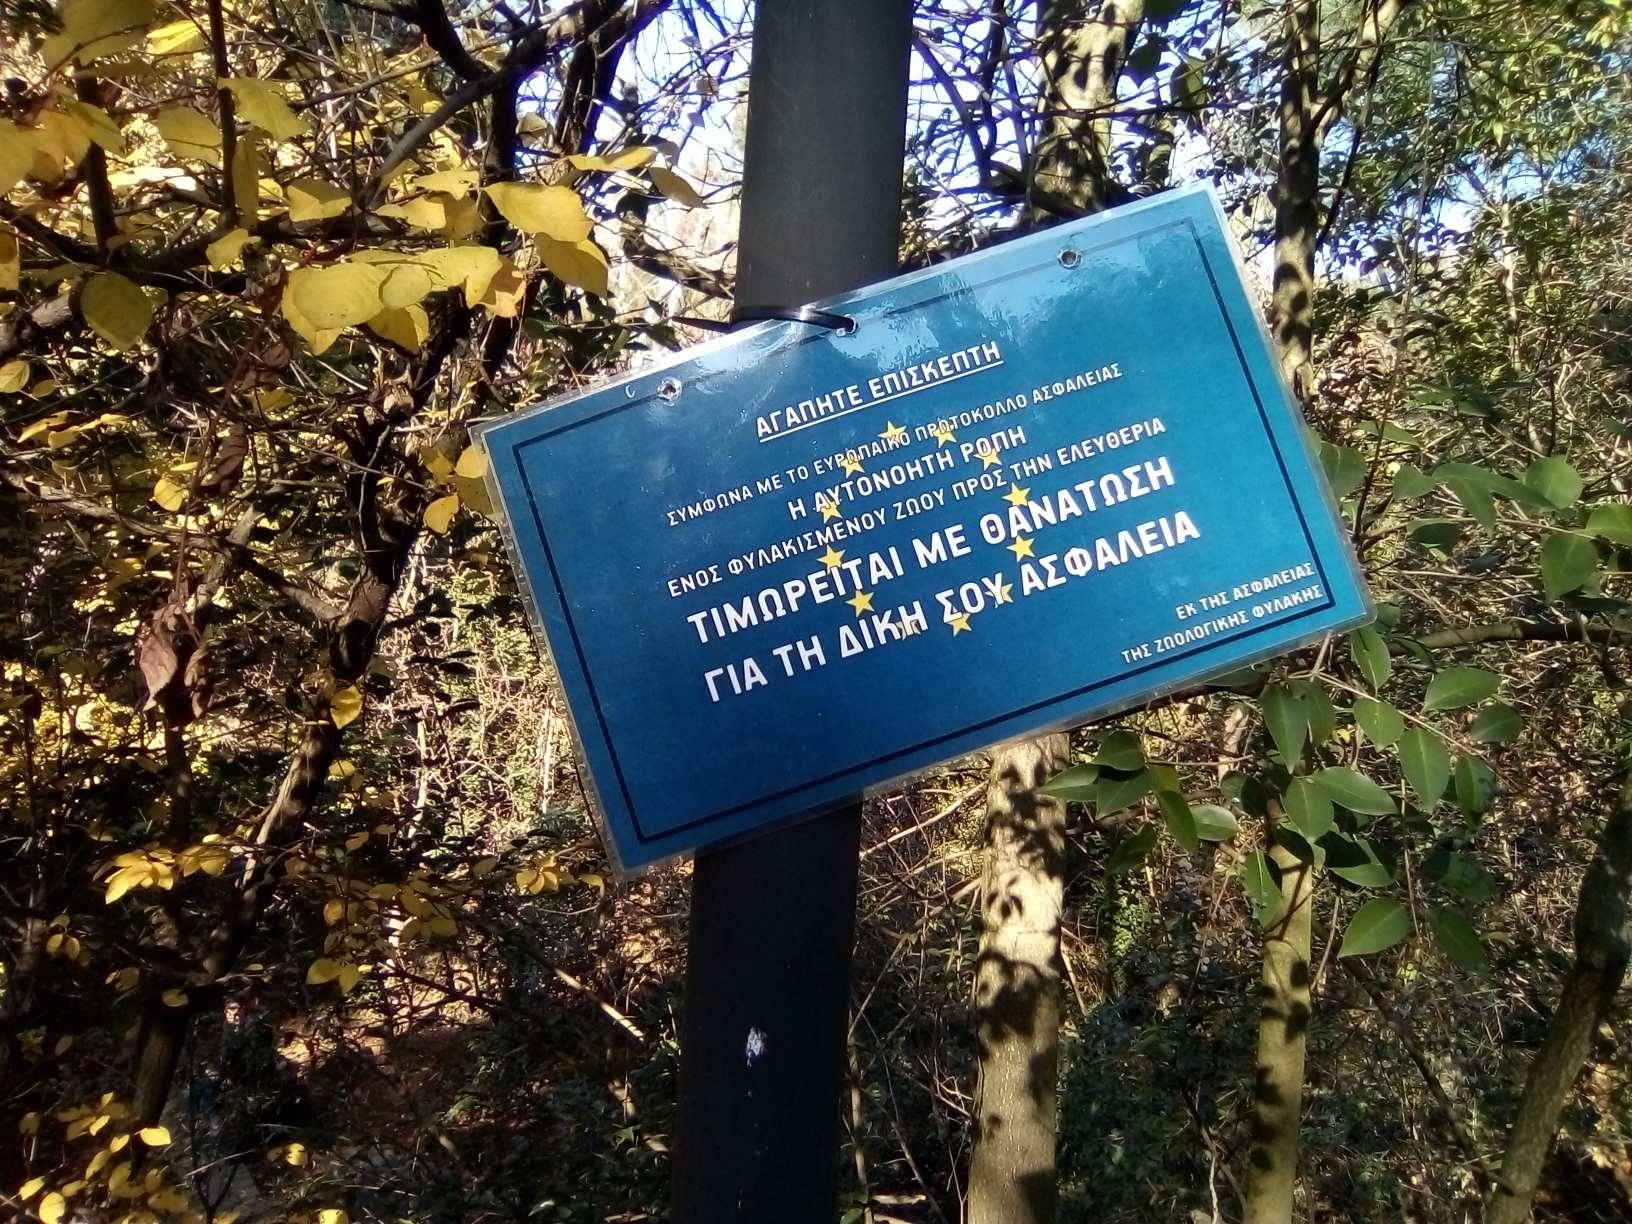 ΑΓΑΠΗΤΕ ΕΠΙΣΚΕΠΤΗ
ΣΥΜΦΩΝΑ ΜΕ ΤΟ ΕΥΡΩΠΑΙΚΟ ΠΡΩΤΟΚΟΛΛΟ ΑΣΦΑΛΕΙΑΣ
Η ΑΥΤΟΝΟΗΤΗ ΡΟΠΗ
ΕΝΟΣ ΦΥΛΑΚΙΣΜΕΝΟΥ ΖΩΟΥ ΠΡΟΣ ΤΗΝ ΕΛΕΥΘΕΡΙΑ
ΤΙΜΩΡΕΙΤΑΙ ΜΕ ΘΑΝΑΤΩΣΗ
ΓΙΑ ΤΗ ΔΙΚΗ ΣΟΥ ΑΣΦΑΛΕΙΑ
ΕΚ ΤΗΣ ΑΣΦΑΛΕΙΑΣ
ΤΗΣ ΖΩΟΛΟΓΙΚΗΣ ΦΥΛΑΚΗΣ